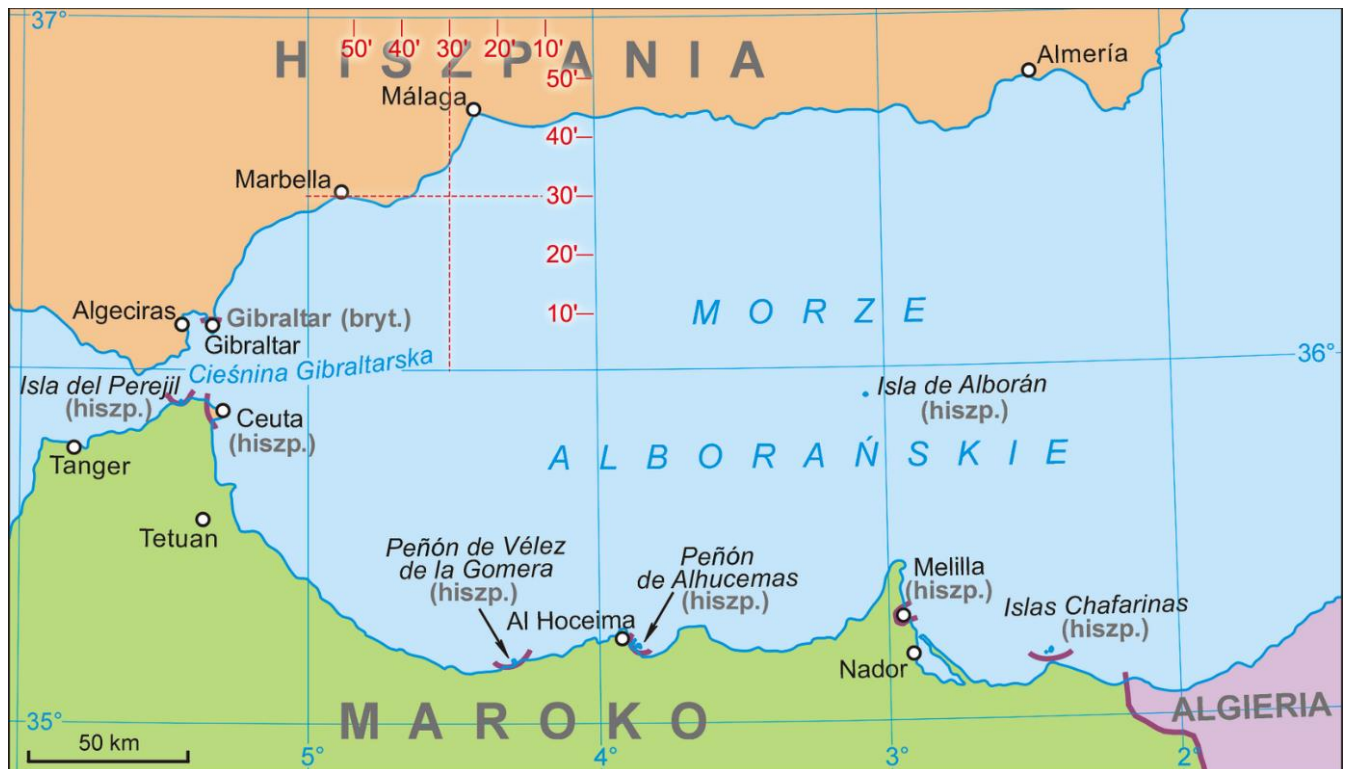 37°
50' 40' 30' 20' 10'
HISZPANIA
Almería
50'
Málaga
40'
Marbella
30'
20'
Algeciras
Gibraltar (bryt.)
10'
MORZE
Gibraltar
Cieśnina Gibraltarska
36°
Isla del Perejil
(hiszp.)
Isla de Alborán
(hiszp.)
Ceuta
(hiszp.)
Tanger
ALBORAŃSKIE
Tetuan
Peñón de Vélez
de la Gomera
(hiszp.)
Peñón
de Alhucemas
(hiszp.)
Melilla
(hiszp.)
Islas Chafarinas
(hiszp.)
Al Hoceima
Nador
35°
MAROKO
ALGIERIA
50 km
5° 4° 3° 2°